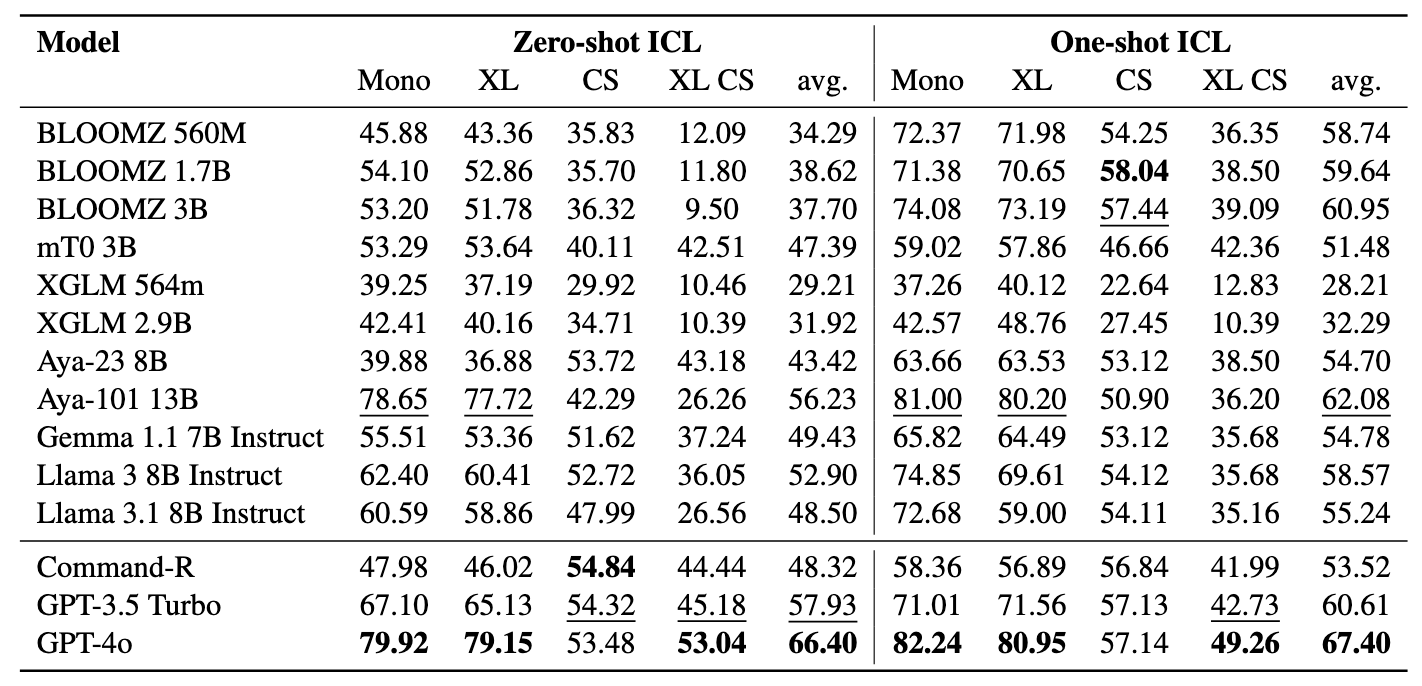 Model Zero-shot ICL One-shot ICL
Mono XL CS XL CS avg. Mono XL CS XL CS avg.
BLOOMZ 560M 45.88 43.36 35.83 12.09 34.29 72.37 71.98 54.25 36.35 58.74
BLOOMZ 1.7B 54.10 52.86 35.70 11.80 38.62 71.38 70.65 58.04 38.50 59.64
BLOOMZ 3B 53.20 51.78 36.32 9.50 37.70 74.08 73.19 57.44 39.09 60.95
mT0 3B 53.29 53.64 40.11 42.51 47.39 59.02 57.86 46.66 42.36 51.48
XGLM 564m 39.25 37.19 29.92 10.46 29.21 37.26 40.12 22.64 12.83 28.21
XGLM 2.9B 42.41 40.16 34.71 10.39 31.92 42.57 48.76 27.45 10.39 32.29
Aya-23 8B 39.88 36.88 53.72 43.18 43.42 63.66 63.53 53.12 38.50 54.70
Aya-101 13B 78.65 77.72 42.29 26.26 56.23 81.00 80.20 50.90 36.20 62.08
Gemma 1.1 7B Instruct 55.51 53.36 51.62 37.24 49.43 65.82 64.49 53.12 35.68 54.78
Llama 3 8B Instruct 62.40 60.41 52.72 36.05 52.90 74.85 69.61 54.12 35.68 58.57
Llama 3.1 8B Instruct 60.59 58.86 47.99 26.56 48.50 72.68 59.00 54.11 35.16 55.24
Command-R 47.98 46.02 54.84 44.44 48.32 58.36 56.89 56.84 41.99 53.52
GPT-3.5 Turbo 67.10 65.13 54.32 45.18 57.93 71.01 71.56 57.13 42.73 60.61
GPT-4o 79.92 79.15 53.48 53.04 66.40 82.24 80.95 57.14 49.26 67.40